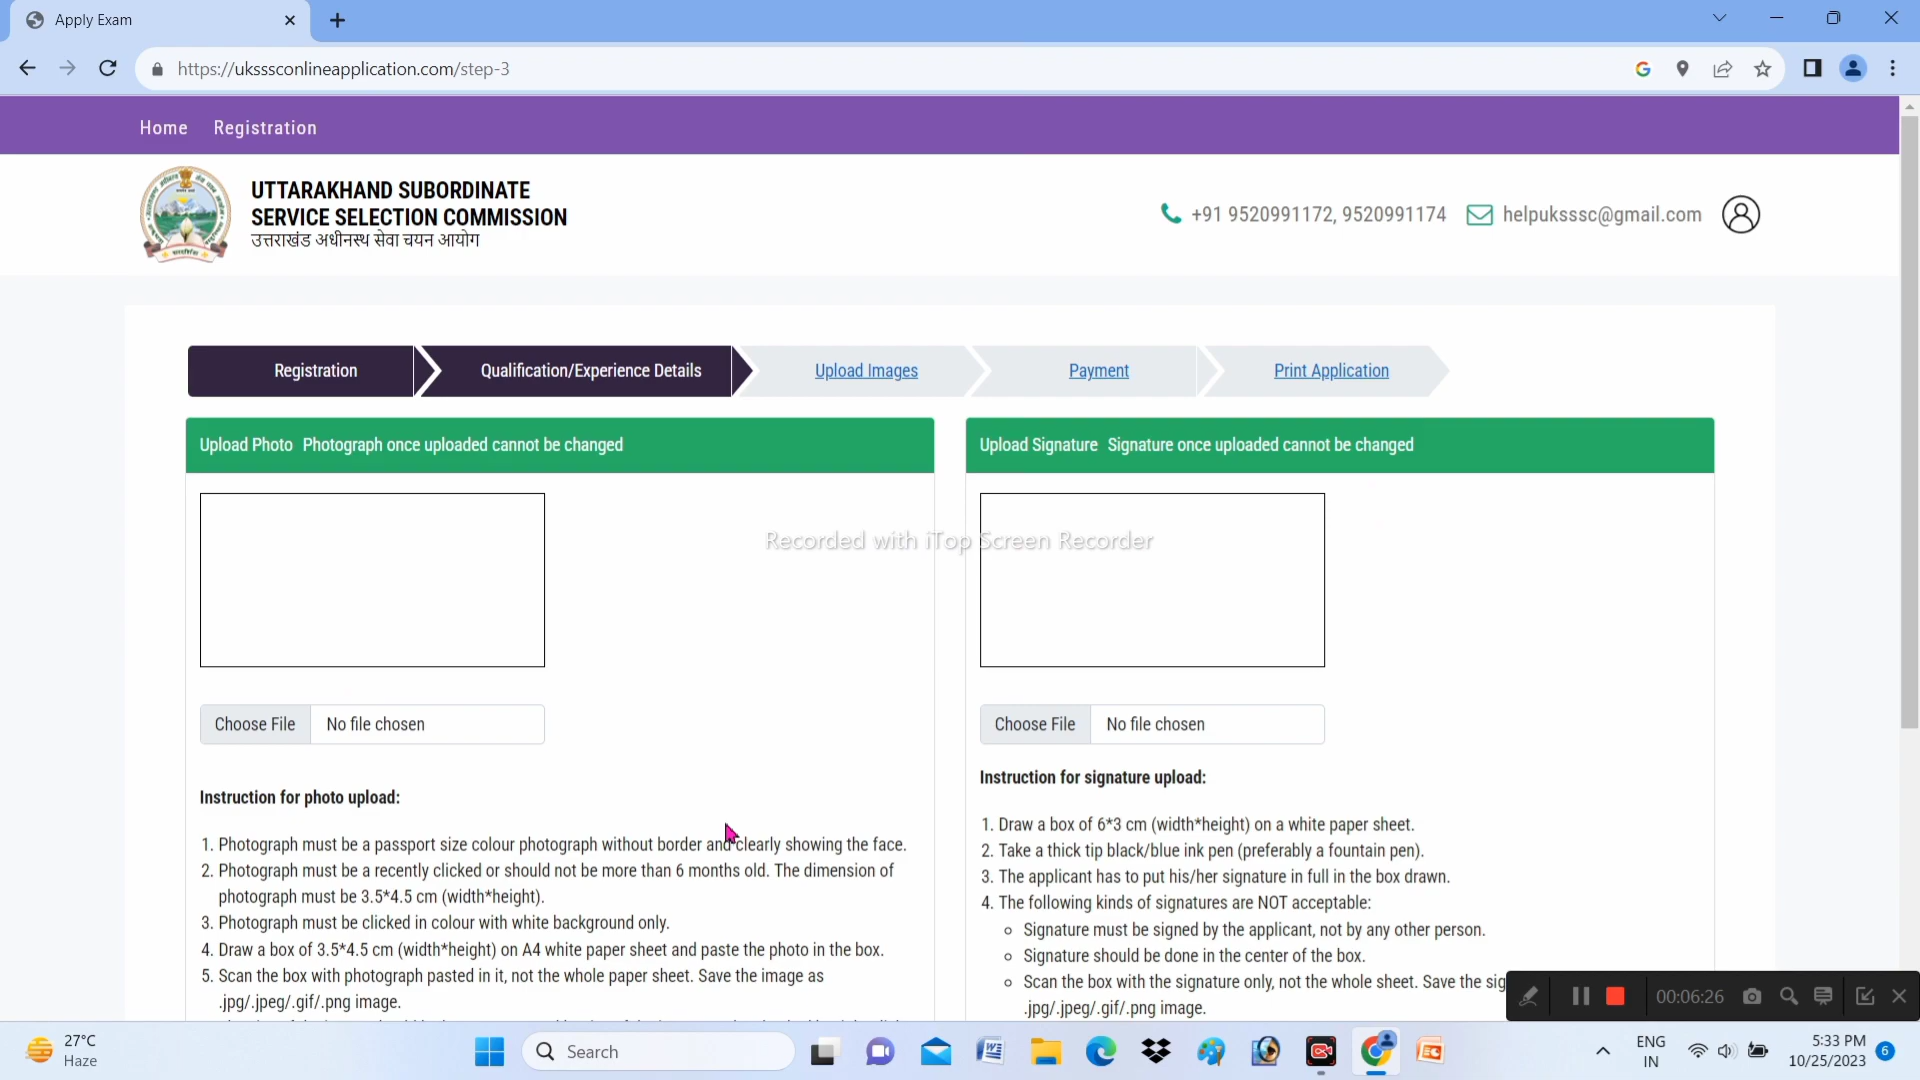 Apply Exam
https://uksssconlineapplication.com/step-3
Home Registration
UTTARAKHAND SUBORDINATE
SERVICE SELECTION COMMISSION
उत्तराखंड अधीनस्थ सेवा चयन आयोग
+91 9520991172, 9520991174 helpuksssc@gmail.com
Registration Qualification/Experience Details Upload Images Payment Print Application
Upload Photo Photograph once uploaded cannot be changed
Upload Signature Signature once uploaded cannot be changed
Recorded with iTop Screen Recorder
Choose File No file chosen
Choose File No file chosen
Instruction for photo upload:
1. Photograph must be a passport size colour photograph without border and clearly showing the face.
2. Photograph must be a recently clicked or should not be more than 6 months old. The dimension of
photograph must be 3.5*4.5 cm (width*height).
3. Photograph must be clicked in colour with white background only.
4. Draw a box of 3.5*4.5 cm (width*height) on A4 white paper sheet and paste the photo in the box.
5. Scan the box with photograph pasted in it, not the whole paper sheet. Save the image as
.jpg/.jpeg/.gif/.png image.
Instruction for signature upload:
1. Draw a box of 6*3 cm (width*height) on a white paper sheet.
2. Take a thick tip black/blue ink pen (preferably a fountain pen).
3. The applicant has to put his/her signature in full in the box drawn.
4. The following kinds of signatures are NOT acceptable:
Signature must be signed by the applicant, not by any other person.
Signature should be done in the center of the box.
Scan the box with the signature only, not the whole sheet. Save the sig
.jpg/.jpeg/.gif/.png image.
00:06:26
27°C
Haze
Search
ENG
IN
5:33 PM
10/25/2023
6